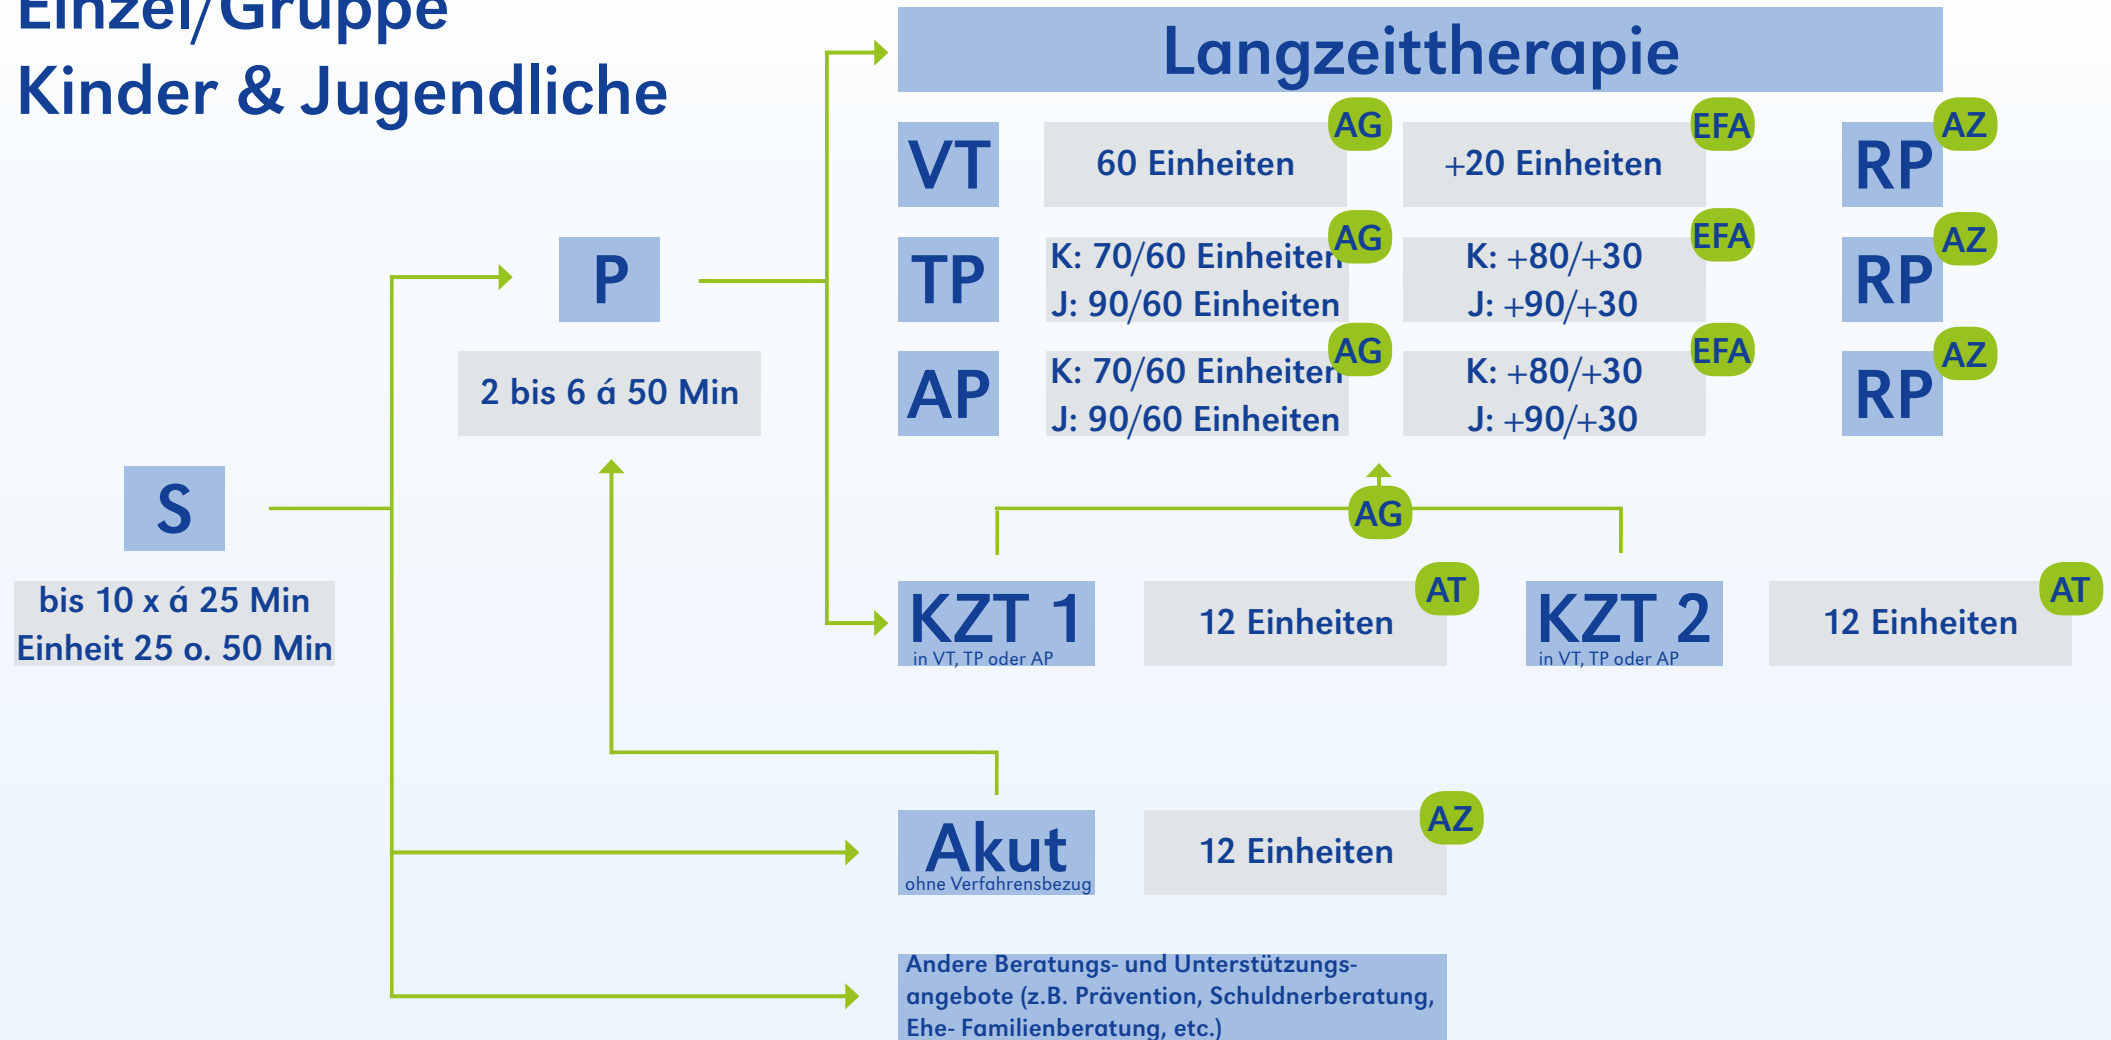 Einzel/Gruppe
Kinder & Jugendliche
Langzeittherapie
VT
60 Einheiten
AG
+20 Einheiten
EFA
RP
AZ
P
2 bis 6 á 50 Min
TP
K: 70/60 Einheiten
J: 90/60 Einheiten
AG
K: +80/+30
J: +90/+30
EFA
RP
AZ
AP
K: 70/60 Einheiten
J: 90/60 Einheiten
AG
K: +80/+30
J: +90/+30
EFA
RP
AZ
S
bis 10 x á 25 Min
Einheit 25 o. 50 Min
AG
KZT 1
in VT, TP oder AP
12 Einheiten
AT
KZT 2
in VT, TP oder AP
12 Einheiten
AT
Akut
ohne Verfahrensbezug
12 Einheiten
AZ
Andere Beratungs- und Unterstützungs-
angebote (z.B. Prävention, Schuldnerberatung,
Ehe- Familienberatung, etc.)